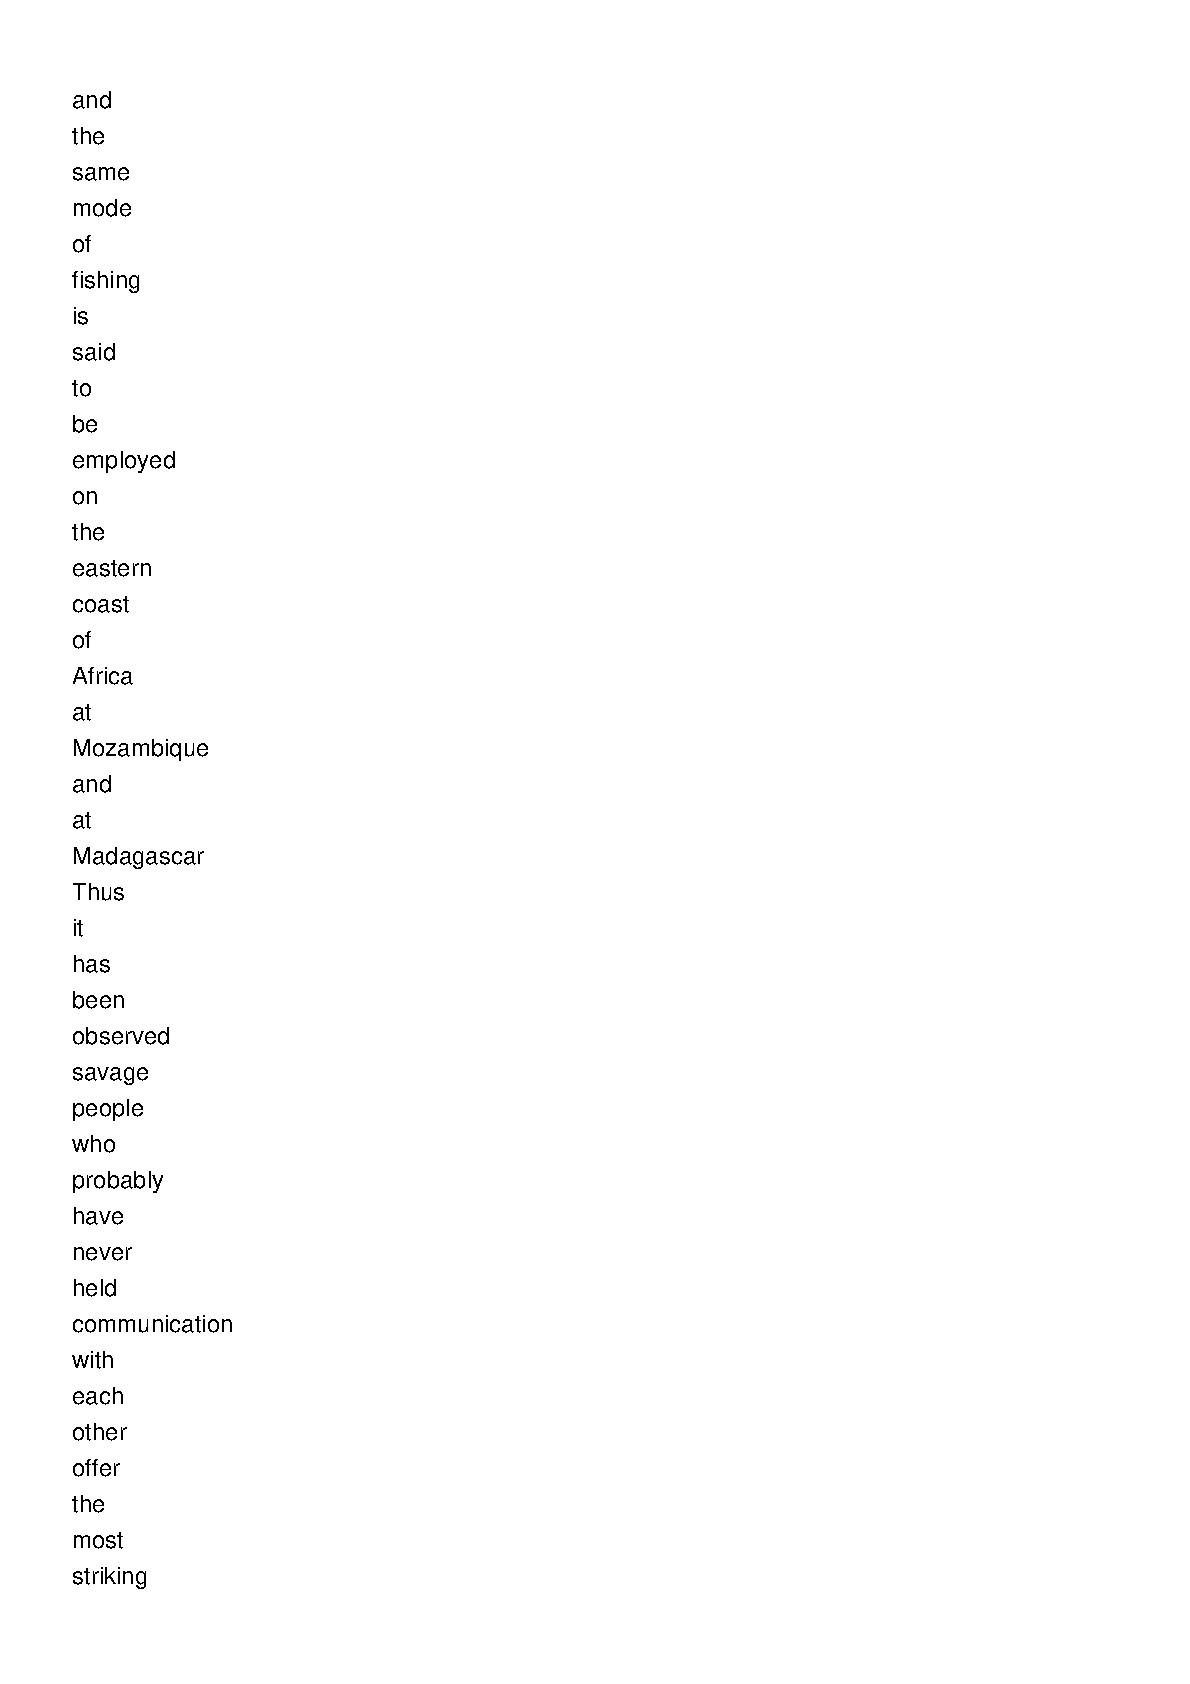 and
the
same
mode
of
fishing
is
said
to
be
employed
on
the
eastern
coast
of
Africa
at
Mozambique
and
at
Madagascar
Thus
it
has
been
observed
savage
people
who
probably
have
never
held
communication
with
each
other
offer
the
most
striking